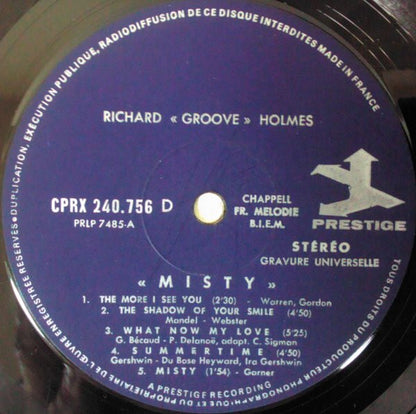 DUPLICATION, EXÉCUTION PUBLIQUE, RADIODIFFUSION DE CE DISQUE INTERDITES MADE IN FRANCE
RICHARD « GROOVE » HOLMES
CPRX 240.756 D
PRLP 7485-A
CHAPPELL
FR. MELODIE
B.I.E.M.
PRESTIGE
STÉRÉO
GRAVURE UNIVERSELLE
« MISTY »
1. THE MORE I SEE YOU (2'30) - Warren, Gordon
2. THE SHADOW OF YOUR SMILE (4'50)
Mandel - Webster
3. WHAT NOW MY LOVE (5'25)
G. Bécaud - P. Delanoë, adapt. C. Sigman
4. SUMMERTIME (4'50)
Gershwin - Du Bose Heyward, Ira Gershwin
5. MISTY (1'54) - Garner
A PRESTIGE RECORDING
TOUS DROITS DU PRODUCTEUR PHONOGRAPHIQUE ET DU PROPRIÉTAIRE DE L'ŒUVRE ENREGISTRÉE RÉSERVÉS